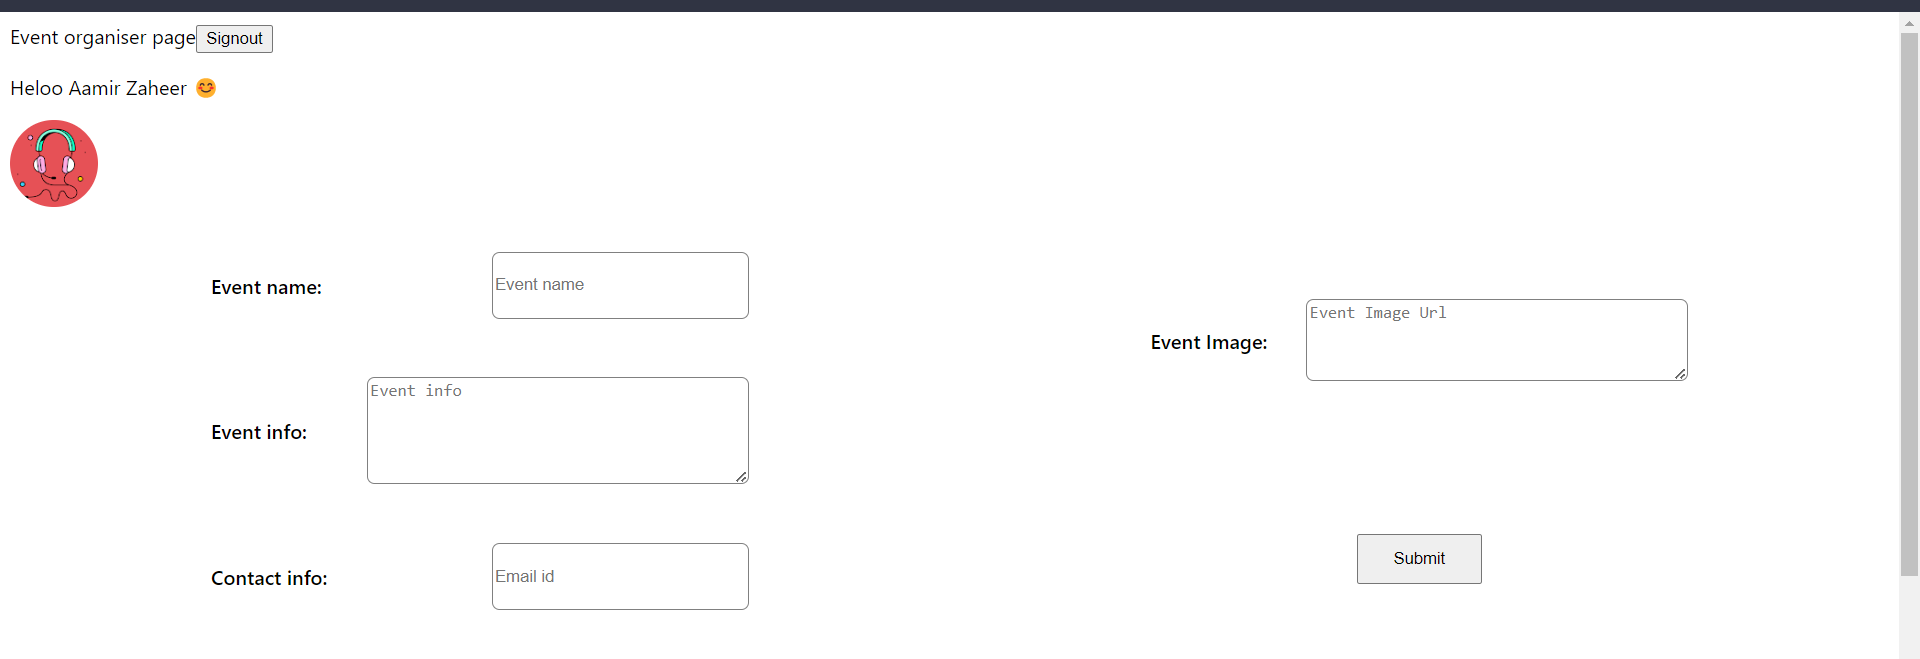 Event organiser page Signout
Heloo Aamir Zaheer 😊
Event name: Event name
Event info: Event info
Contact info: Email id
Event Image: Event Image Url
Submit